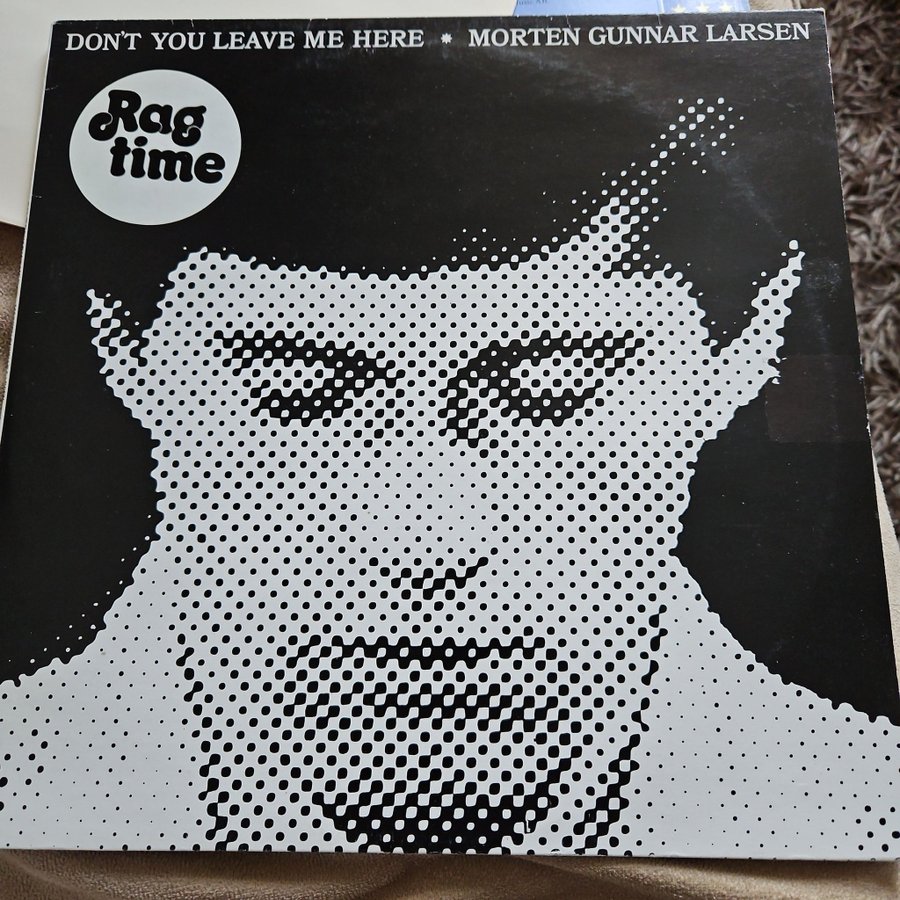 DON'T YOU LEAVE ME HERE * MORTEN GUNNAR LARSEN
Rag
time